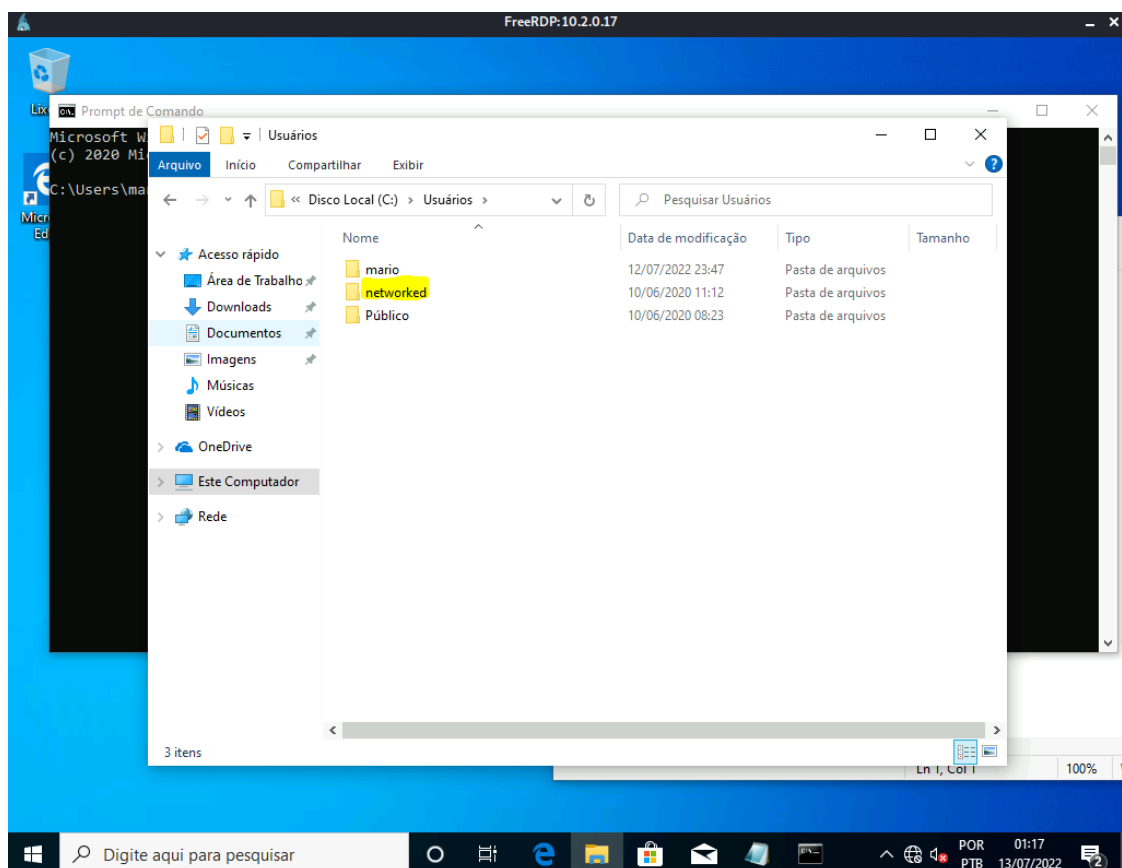 FreeRDP:10.2.0.17
Prompt de Comando
Microsoft W
(c) 2020 Mi
C:\Users\ma
Usuários
Arquivo Início Compartilhar Exibir
« Disco Local (C:) > Usuários >
Pesquisar Usuários
Nome Data de modificação Tipo Tamanho
mario 12/07/2022 23:47 Pasta de arquivos
networked 10/06/2020 11:12 Pasta de arquivos
Público 10/06/2020 08:23 Pasta de arquivos
Acesso rápido
Área de Trabalho
Downloads
Documentos
Imagens
Músicas
Vídeos
OneDrive
Este Computador
Rede
3 itens
Lix
Micr
Ed
Ln 1, Col 1 100%
Digite aqui para pesquisar
POR 01:17
PTB 13/07/2022
2